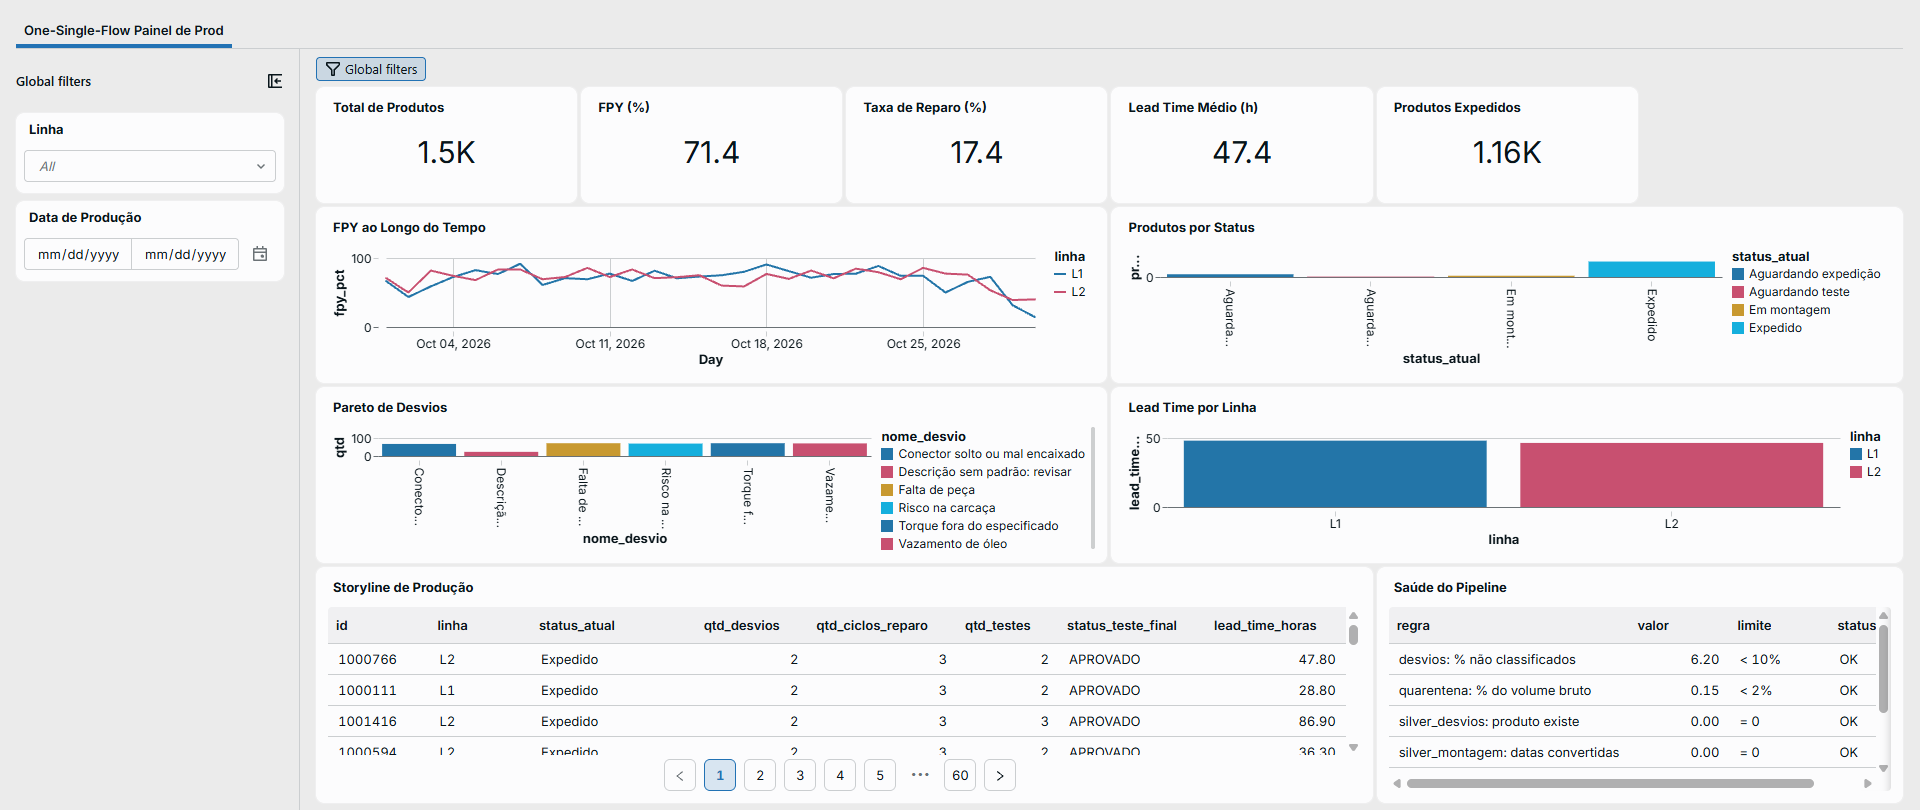 One-Single-Flow Painel de Prod
Global filters
Linha
All
Data de Produção
mm/dd/yyyy mm/dd/yyyy
Global filters
Total de Produtos
1.5K
FPY (%)
71.4
Taxa de Reparo (%)
17.4
Lead Time Médio (h)
47.4
Produtos Expedidos
1.16K
FPY ao Longo do Tempo
fpy_pct
100
0
Oct 04, 2026 Oct 11, 2026 Oct 18, 2026 Oct 25, 2026
Day
linha
L1
L2
Produtos por Status
pr...
0
Aguarda...
Aguarda...
Em mont...
Expedido
status_atual
status_atual
Aguardando expedição
Aguardando teste
Em montagem
Expedido
Pareto de Desvios
qtd
100
0
Conecto...
Descriçã...
Falta de ...
Risco na ...
Torque f...
Vazame...
nome_desvio
nome_desvio
Conector solto ou mal encaixado
Descrição sem padrão: revisar
Falta de peça
Risco na carcaça
Torque fora do especificado
Vazamento de óleo
Lead Time por Linha
lead_time...
50
0
L1 L2
linha
linha
L1
L2
Storyline de Produção
id linha status_atual qtd_desvios qtd_ciclos_reparo qtd_testes status_teste_final lead_time_horas
1000766 L2 Expedido 2 3 2 APROVADO 47.80
1000111 L1 Expedido 2 3 2 APROVADO 28.80
1001416 L2 Expedido 2 3 3 APROVADO 86.90
1000594 L2 Expedido 2 3 2 APROVADO 36.30
< 1 2 3 4 5 ••• 60 >
Saúde do Pipeline
regra valor limite status
desvios: % não classificados 6.20 < 10% OK
quarentena: % do volume bruto 0.15 < 2% OK
silver_desvios: produto existe 0.00 = 0 OK
silver_montagem: datas convertidas 0.00 = 0 OK